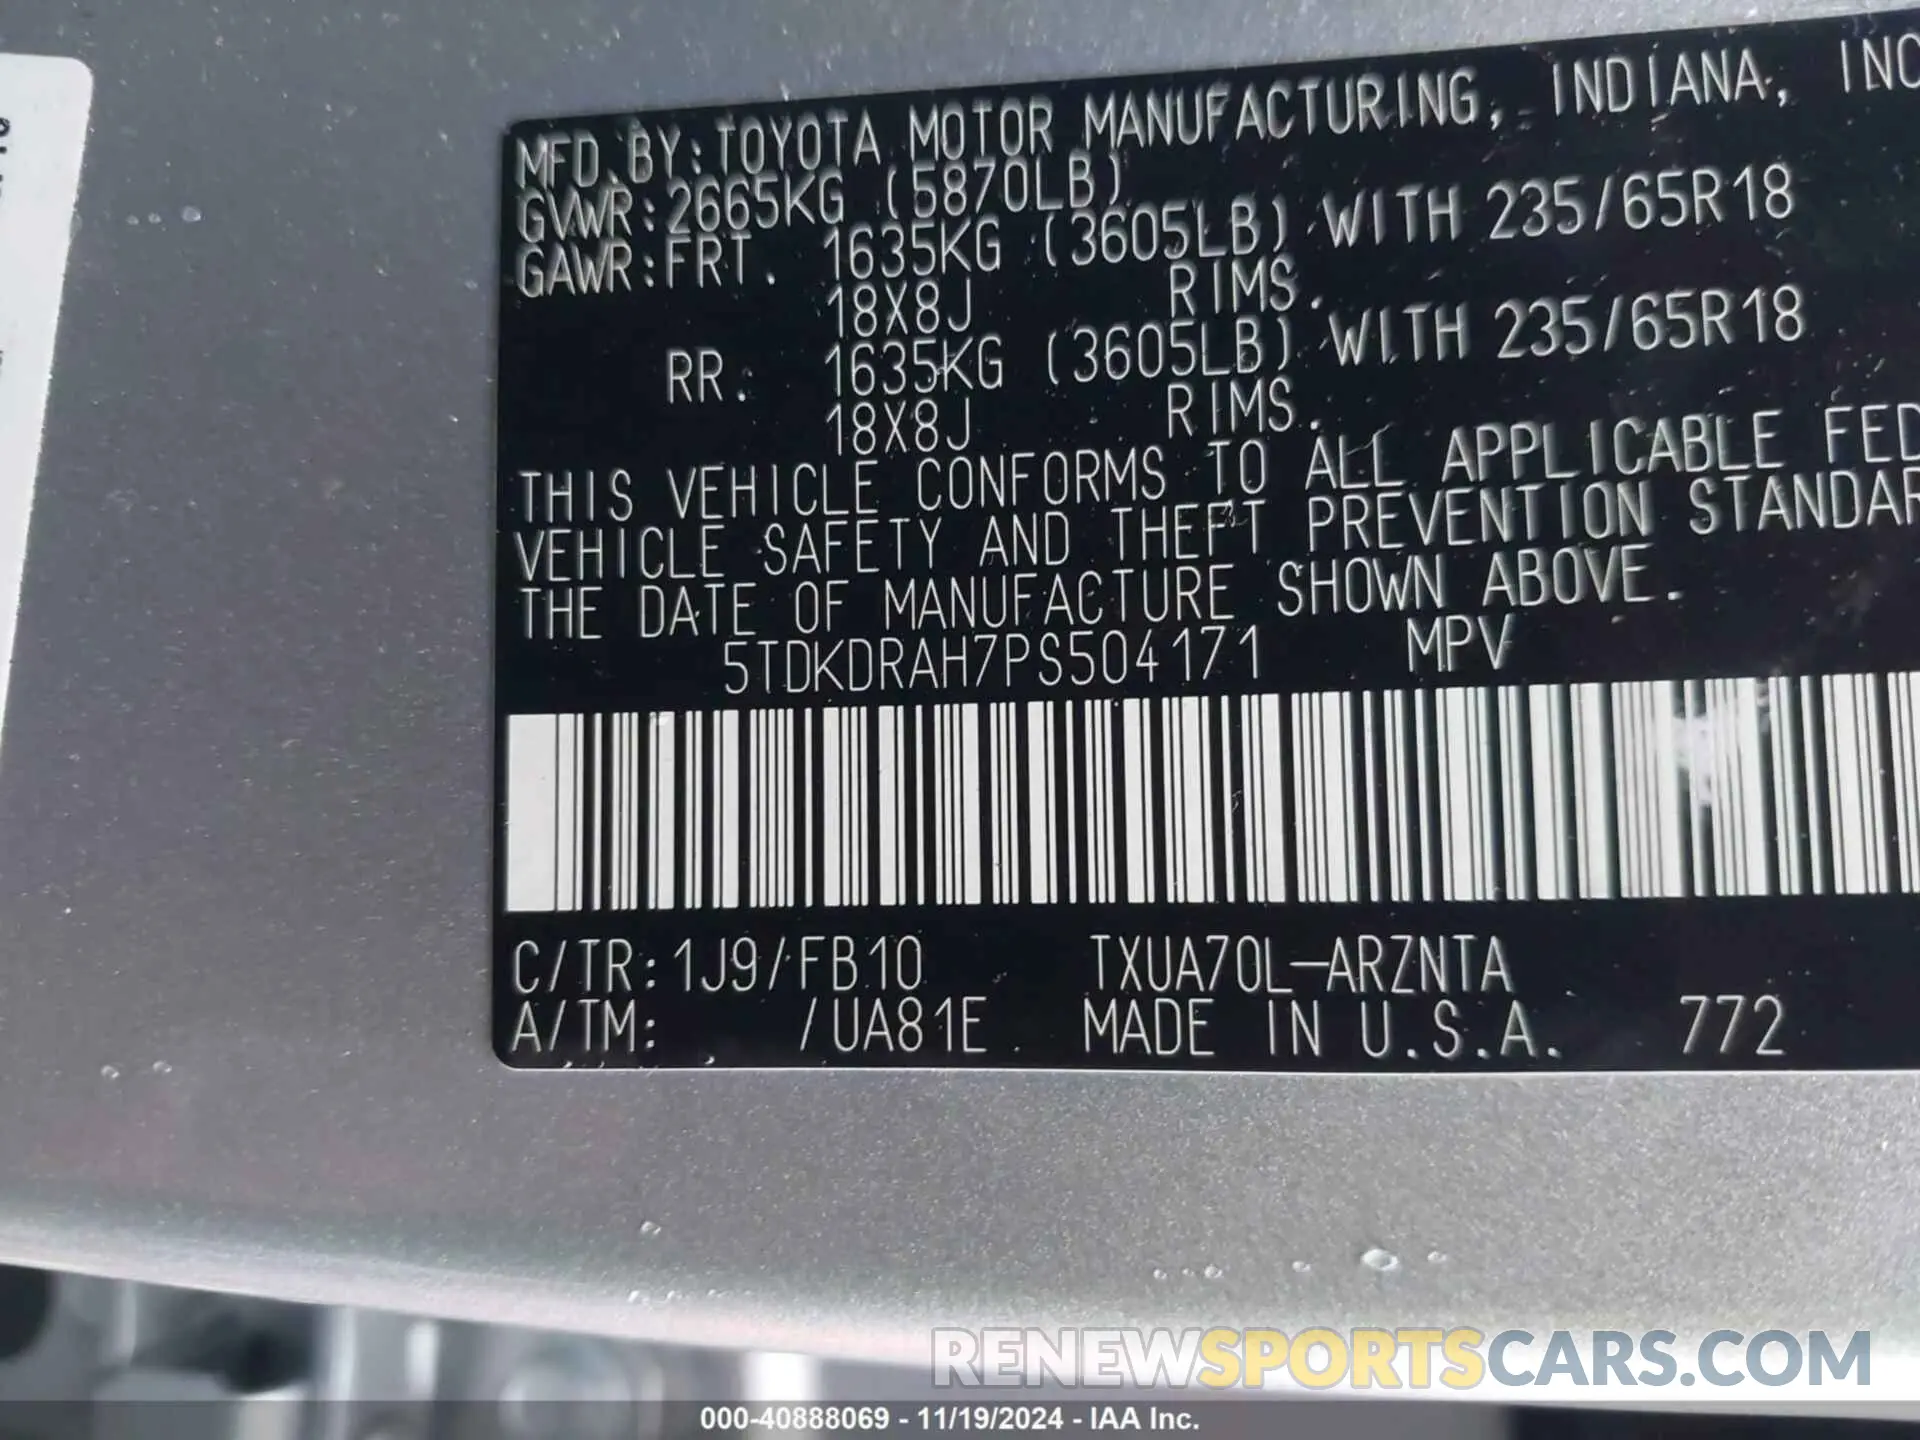 MFD.BY:TOYOTA MOTOR MANUFACTURING, INDIANA, INC
GVWR:2665KG (5870LB)
GAWR:FRT. 1635KG (3605LB) WITH 235/65R18
18X8J RIMS.
RR. 1635KG (3605LB) WITH 235/65R18
18X8J RIMS.
THIS VEHICLE CONFORMS TO ALL APPLICABLE FED
VEHICLE SAFETY AND THEFT PREVENTION STANDAR
THE DATE OF MANUFACTURE SHOWN ABOVE.
5TDKDRAH7PS504171 MPV
C/TR:1J9/FB10 TXUA70L-ARZNTA
A/TM: /UA81E MADE IN U.S.A. 772
RENEWSPORTSCARS.COM
000-40888069 - 11/19/2024 - IAA Inc.